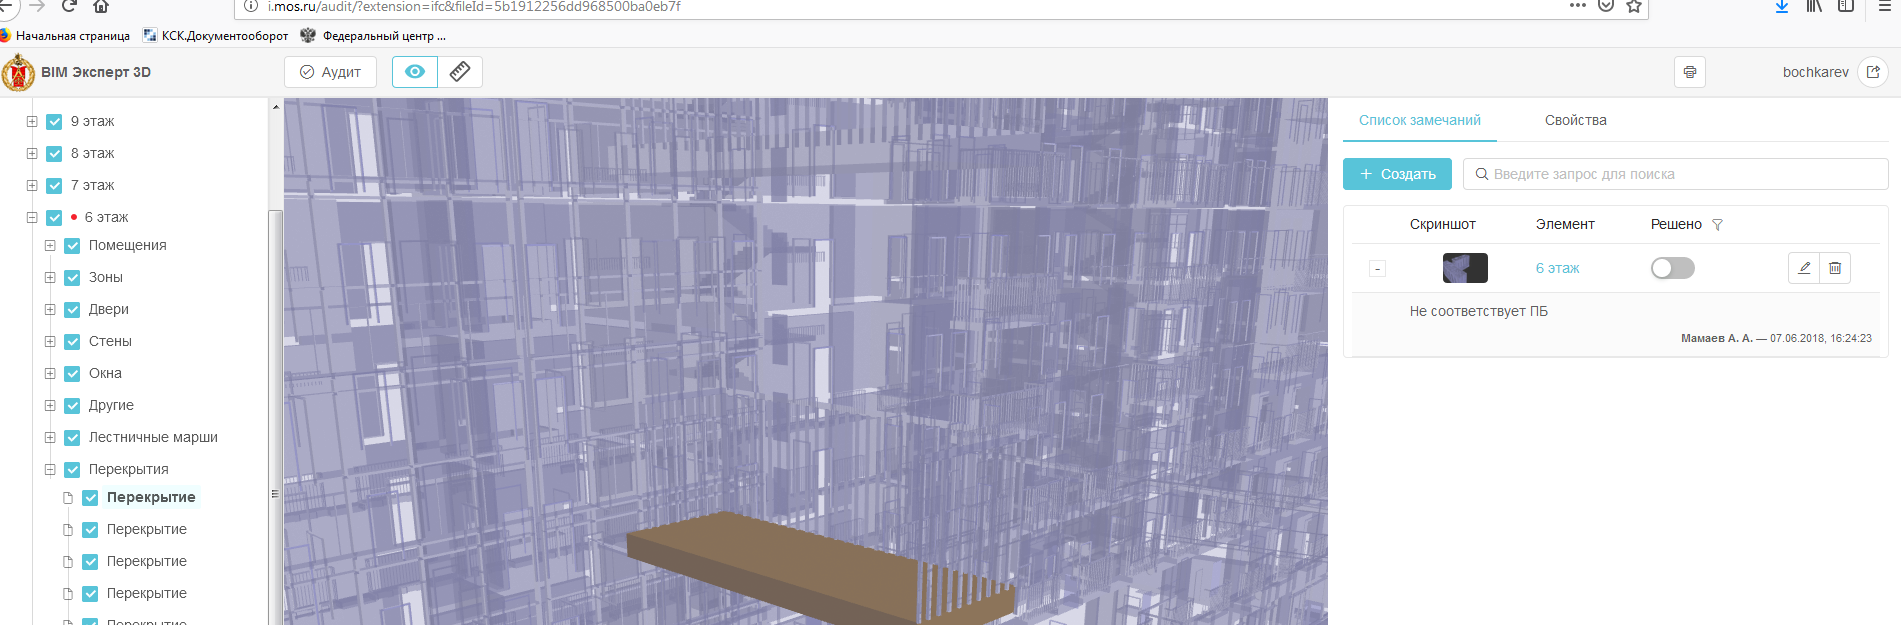 i.mos.ru/audit/?extension=ifc&fileId=5b1912256dd968500ba0eb7f
Начальная страница КСК.Документооборот Федеральный центр ...
BIM Эксперт 3D Аудит bochkarev
9 этаж
8 этаж
7 этаж
6 этаж
Помещения
Зоны
Двери
Стены
Окна
Другие
Лестничные марши
Перекрытия
Перекрытие
Перекрытие
Перекрытие
Перекрытие
Перекрытие
Список замечаний Свойства
+ Создать Введите запрос для поиска
Скриншот Элемент Решено
6 этаж
Не соответствует ПБ
Мамаев А. А. — 07.06.2018, 16:24:23